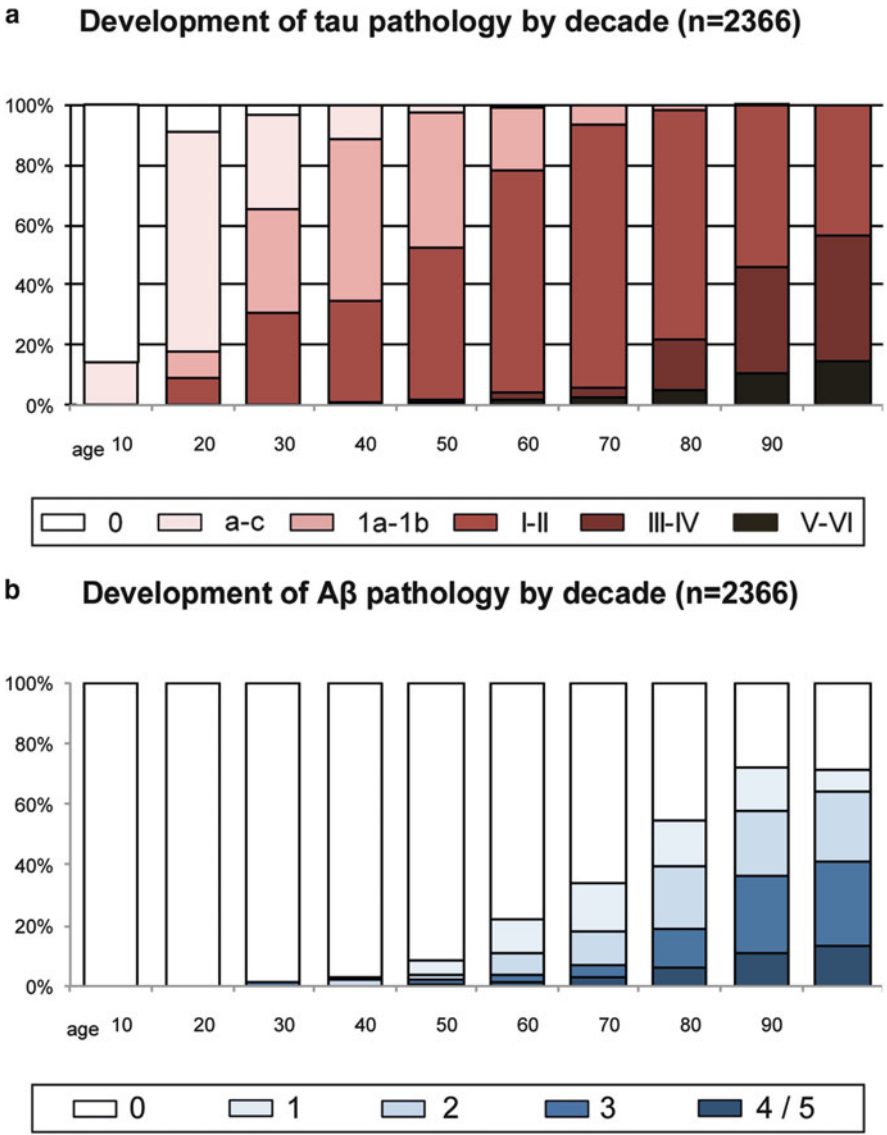 a Development of tau pathology by decade (n=2366)
100%
80%
60%
40%
20%
0%
age 10 20 30 40 50 60 70 80 90
0 a-c 1a-1b I-II III-IV V-VI
b Development of Aβ pathology by decade (n=2366)
100%
80%
60%
40%
20%
0%
age 10 20 30 40 50 60 70 80 90
0 1 2 3 4 / 5